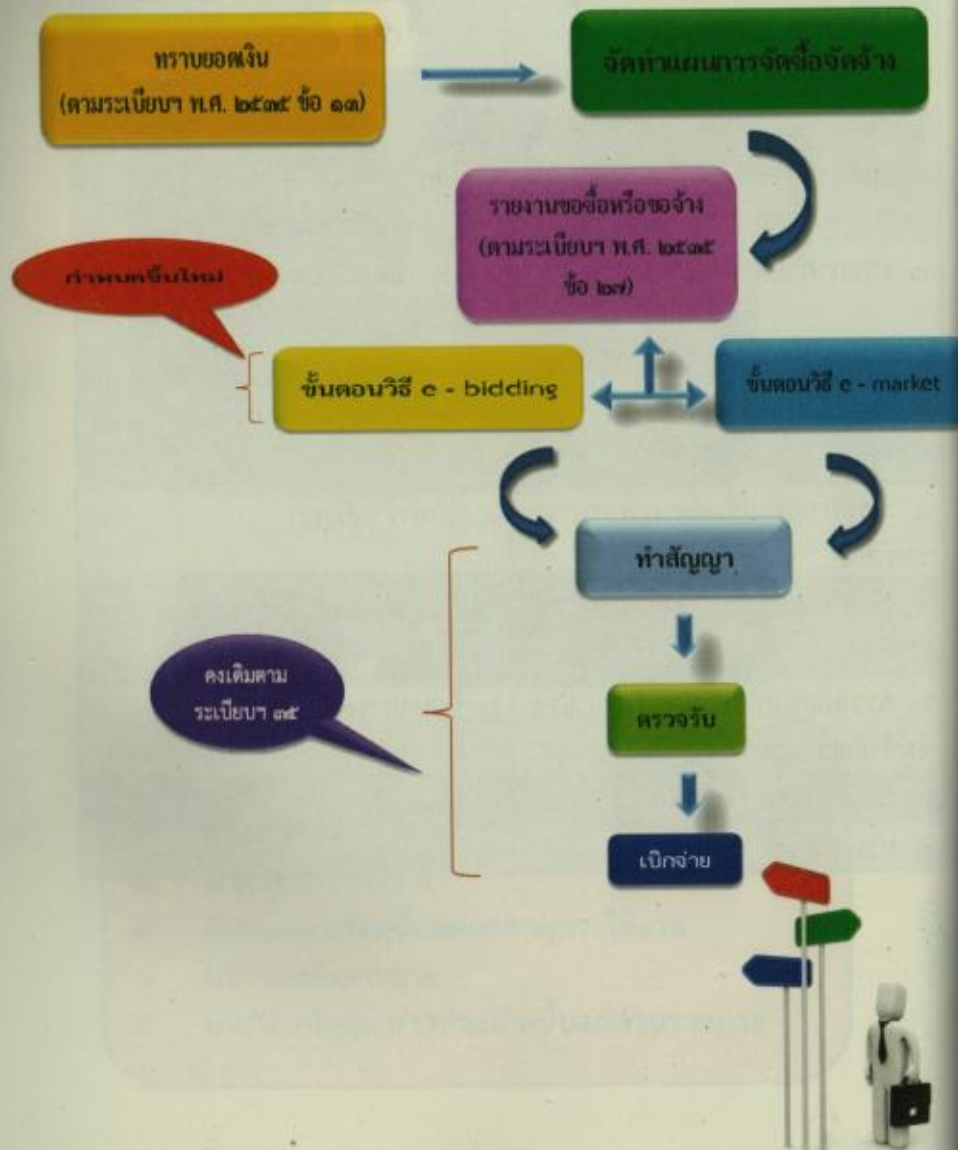 ทราบยอดเงิน
(ตามระเบียบฯ พ.ศ. ๒๕๓๕ ข้อ ๑๓)
จัดทำแผนการจัดซื้อจัดจ้าง
รายงานขอซื้อหรือขอจ้าง
(ตามระเบียบฯ พ.ศ. ๒๕๓๕
ข้อ ๒๗)
กำหนดขึ้นใหม่
ขั้นตอนวิธี e - bidding
ขั้นตอนวิธี e - market
ทำสัญญา
คงเดิมตาม
ระเบียบฯ ๓๕
ตรวจรับ
เบิกจ่าย